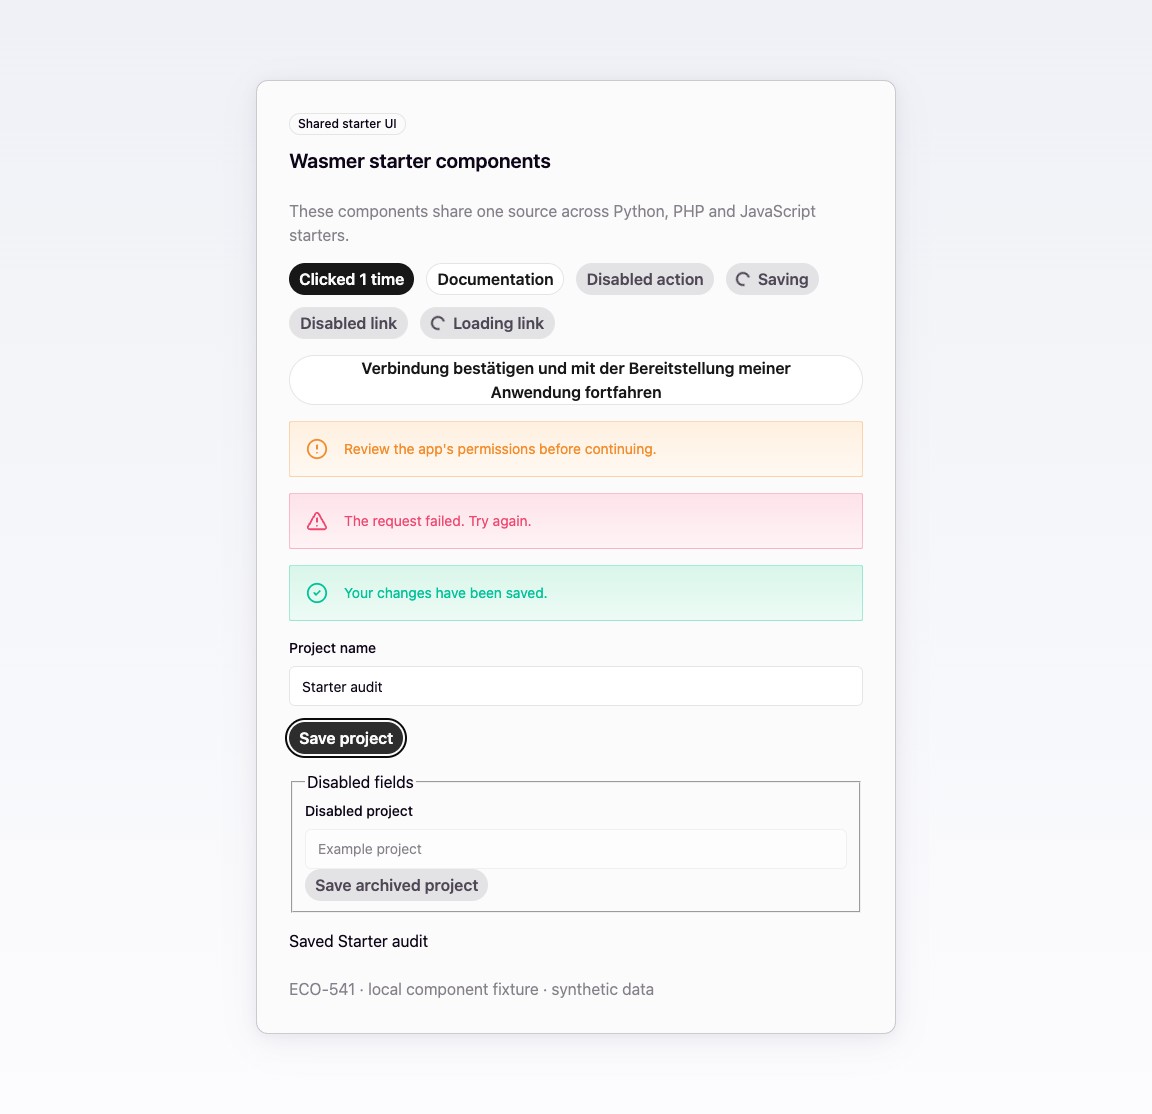 Shared starter UI
Wasmer starter components
These components share one source across Python, PHP and JavaScript
starters.
Clicked 1 time
Documentation
Disabled action
Saving
Disabled link
Loading link
Verbindung bestätigen und mit der Bereitstellung meiner
Anwendung fortfahren
Review the app's permissions before continuing.
The request failed. Try again.
Your changes have been saved.
Project name
Starter audit
Save project
Disabled fields
Disabled project
Example project
Save archived project
Saved Starter audit
ECO-541 · local component fixture · synthetic data